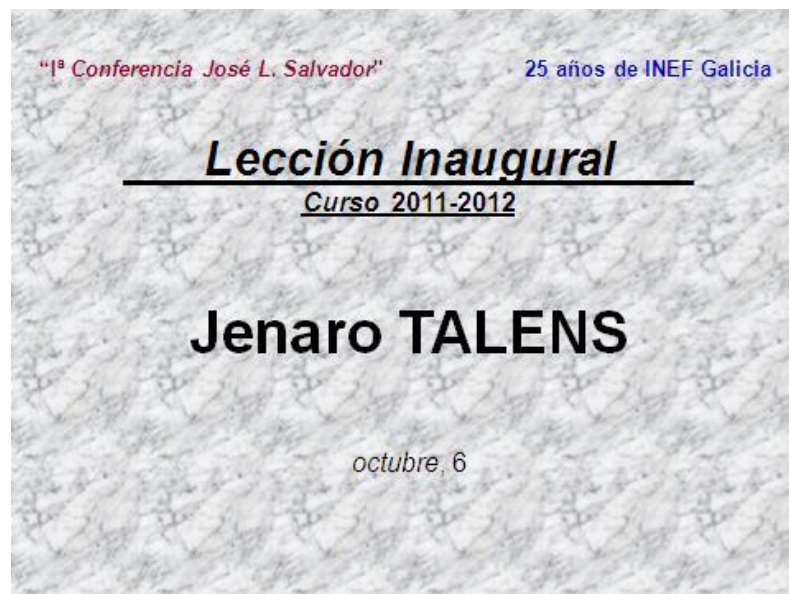 “Iª Conferencia José L. Salvador”
25 años de INEF Galicia
Lección Inaugural
Curso 2011-2012
Jenaro TALENS
octubre, 6